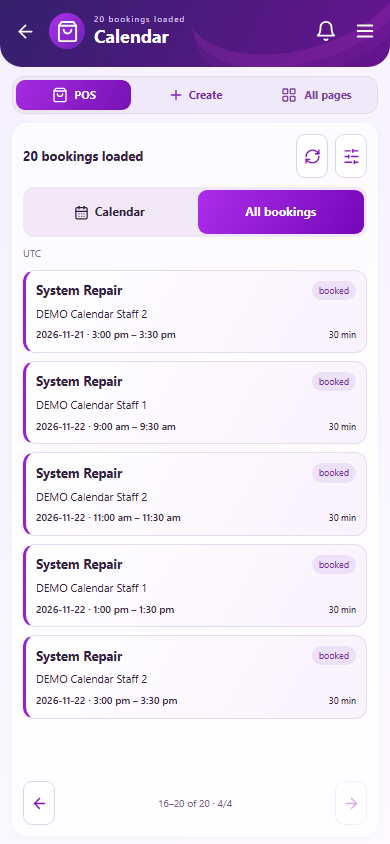 20 bookings loaded
Calendar
POS
Create
All pages
20 bookings loaded
Calendar
All bookings
UTC
System Repair
booked
DEMO Calendar Staff 2
2026-11-21 · 3:00 pm – 3:30 pm
30 min
System Repair
booked
DEMO Calendar Staff 1
2026-11-22 · 9:00 am – 9:30 am
30 min
System Repair
booked
DEMO Calendar Staff 2
2026-11-22 · 11:00 am – 11:30 am
30 min
System Repair
booked
DEMO Calendar Staff 1
2026-11-22 · 1:00 pm – 1:30 pm
30 min
System Repair
booked
DEMO Calendar Staff 2
2026-11-22 · 3:00 pm – 3:30 pm
30 min
16–20 of 20 · 4/4